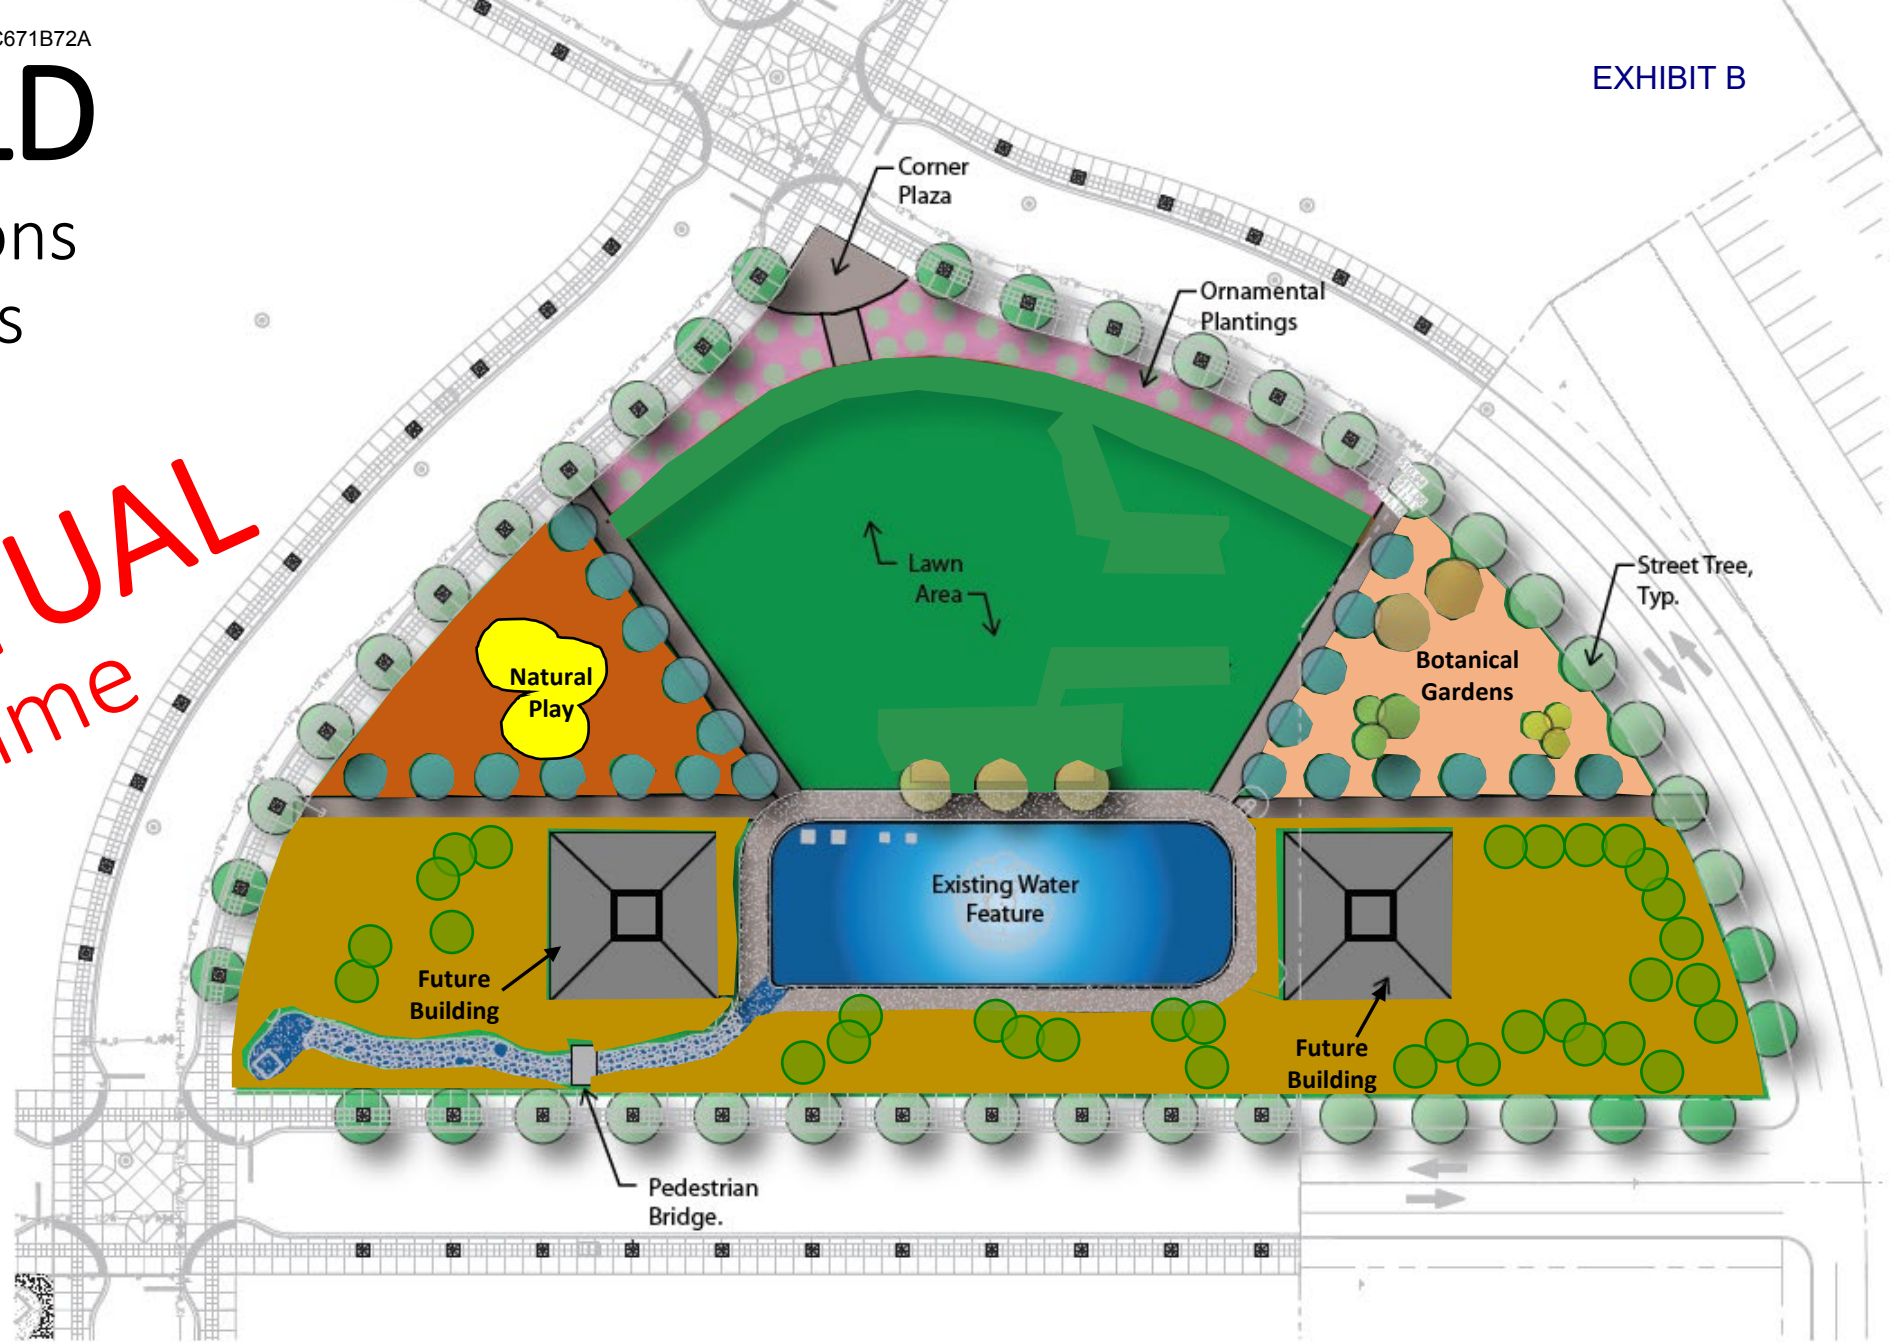 C671B72A
LD
ons
s
UAL
ime
EXHIBIT B
Corner
Plaza
Ornamental
Plantings
Lawn
Area
Street Tree,
Typ.
Natural
Play
Botanical
Gardens
Existing Water
Feature
Future
Building
Future
Building
Pedestrian
Bridge.